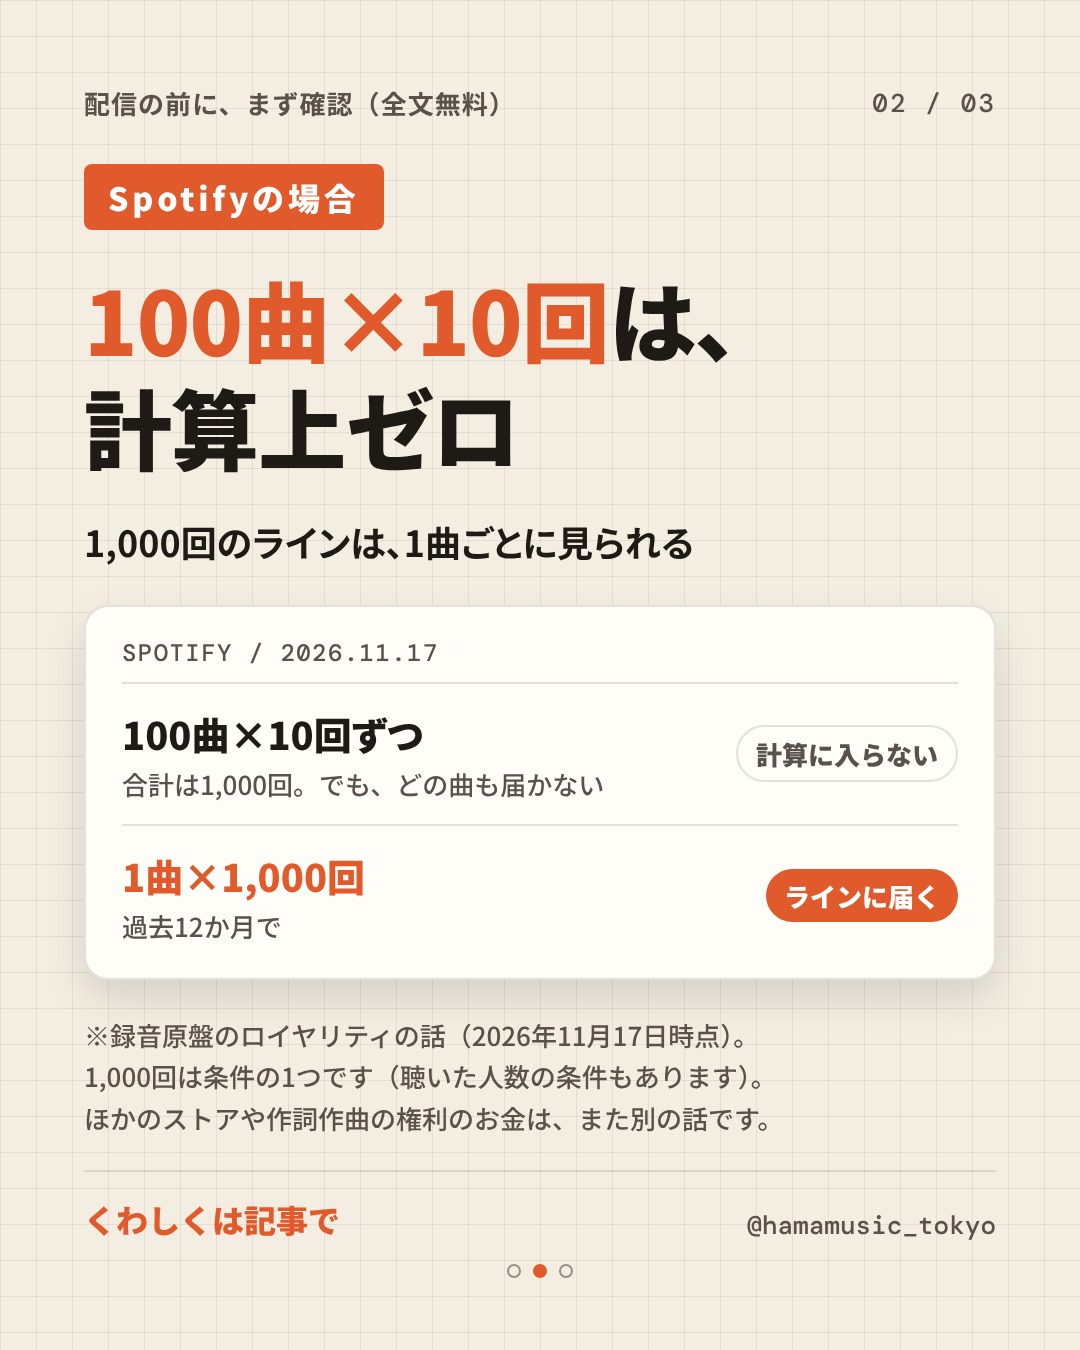 配信の前に、まず確認（全文無料）
02 / 03
Spotifyの場合
100曲×10回は、
計算上ゼロ
1,000回のラインは、1曲ごとに見られる
SPOTIFY / 2026.11.17
100曲×10回ずつ
計算に入らない
合計は1,000回。でも、どの曲も届かない
1曲×1,000回
ラインに届く
過去12か月で
※録音原盤のロイヤリティの話（2026年11月17日時点）。
1,000回は条件の1つです（聴いた人数の条件もあります）。
ほかのストアや作詞作曲の権利のお金は、また別の話です。
くわしくは記事で
@hamamusic_tokyo